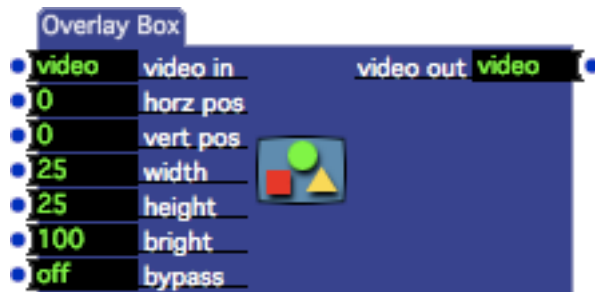 Overlay Box
video video in video out video
0 horz pos
0 vert pos
25 width
25 height
100 bright
off bypass